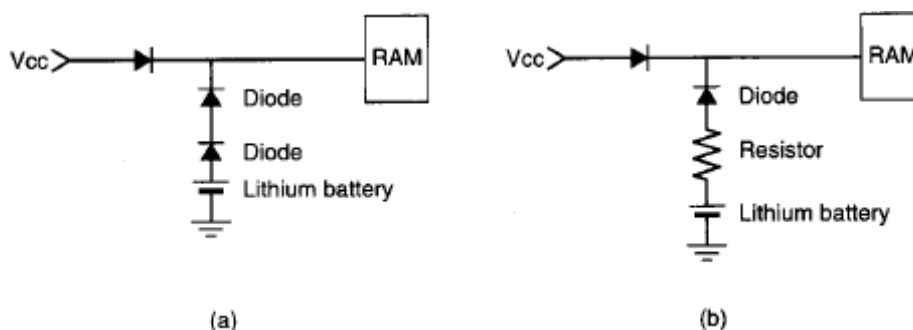 Vcc
RAM
Diode
Diode
Lithium battery
(a)
Vcc
RAM
Diode
Resistor
Lithium battery
(b)